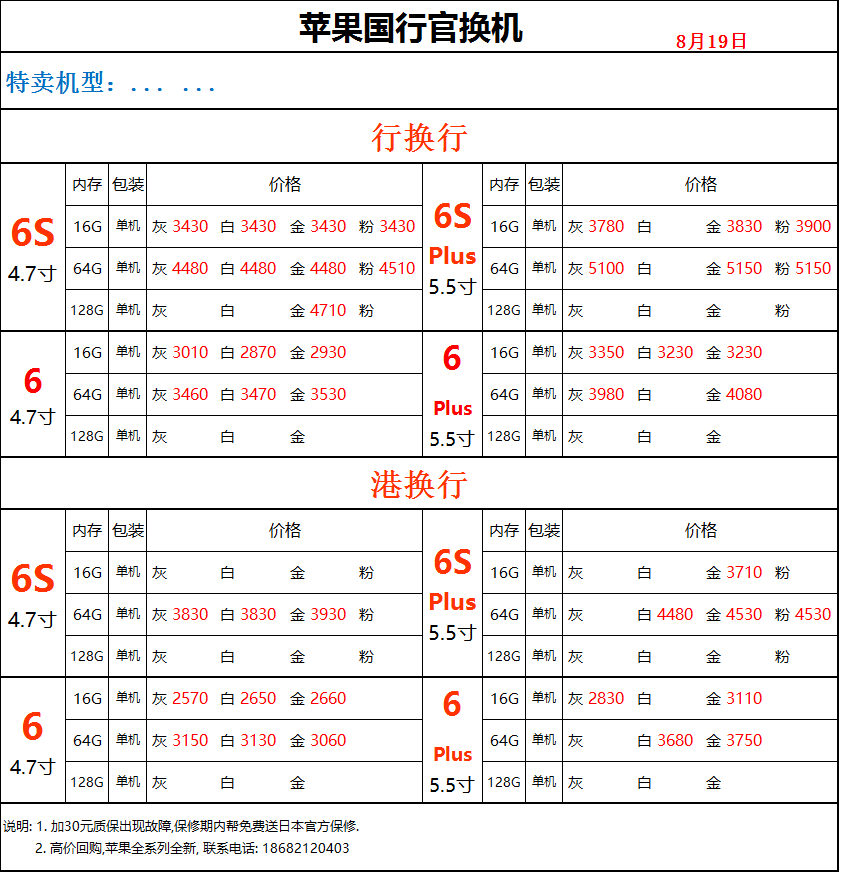 苹果国行官换机
8月19日
特卖机型：... ...
行换行
6S
4.7寸
内存 包装 价格
16G 单机 灰 3430 白 3430 金 3430 粉 3430
64G 单机 灰 4480 白 4480 金 4480 粉 4510
128G 单机 灰 白 金 4710 粉
6S
Plus
5.5寸
内存 包装 价格
16G 单机 灰 3780 白 金 3830 粉 3900
64G 单机 灰 5100 白 金 5150 粉 5150
128G 单机 灰 白 金 粉
6
4.7寸
16G 单机 灰 3010 白 2870 金 2930
64G 单机 灰 3460 白 3470 金 3530
128G 单机 灰 白 金
6
Plus
5.5寸
16G 单机 灰 3350 白 3230 金 3230
64G 单机 灰 3980 白 金 4080
128G 单机 灰 白 金
港换行
6S
4.7寸
内存 包装 价格
16G 单机 灰 白 金 粉
64G 单机 灰 3830 白 3830 金 3930 粉
128G 单机 灰 白 金 粉
6S
Plus
5.5寸
内存 包装 价格
16G 单机 灰 白 金 3710 粉
64G 单机 灰 白 4480 金 4530 粉 4530
128G 单机 灰 白 金 粉
6
4.7寸
16G 单机 灰 2570 白 2650 金 2660
64G 单机 灰 3150 白 3130 金 3060
128G 单机 灰 白 金
6
Plus
5.5寸
16G 单机 灰 2830 白 金 3110
64G 单机 灰 白 3680 金 3750
128G 单机 灰 白 金
说明: 1. 加30元质保出现故障,保修期内帮免费送日本官方保修.
2. 高价回购,苹果全系列全新, 联系电话: 18682120403